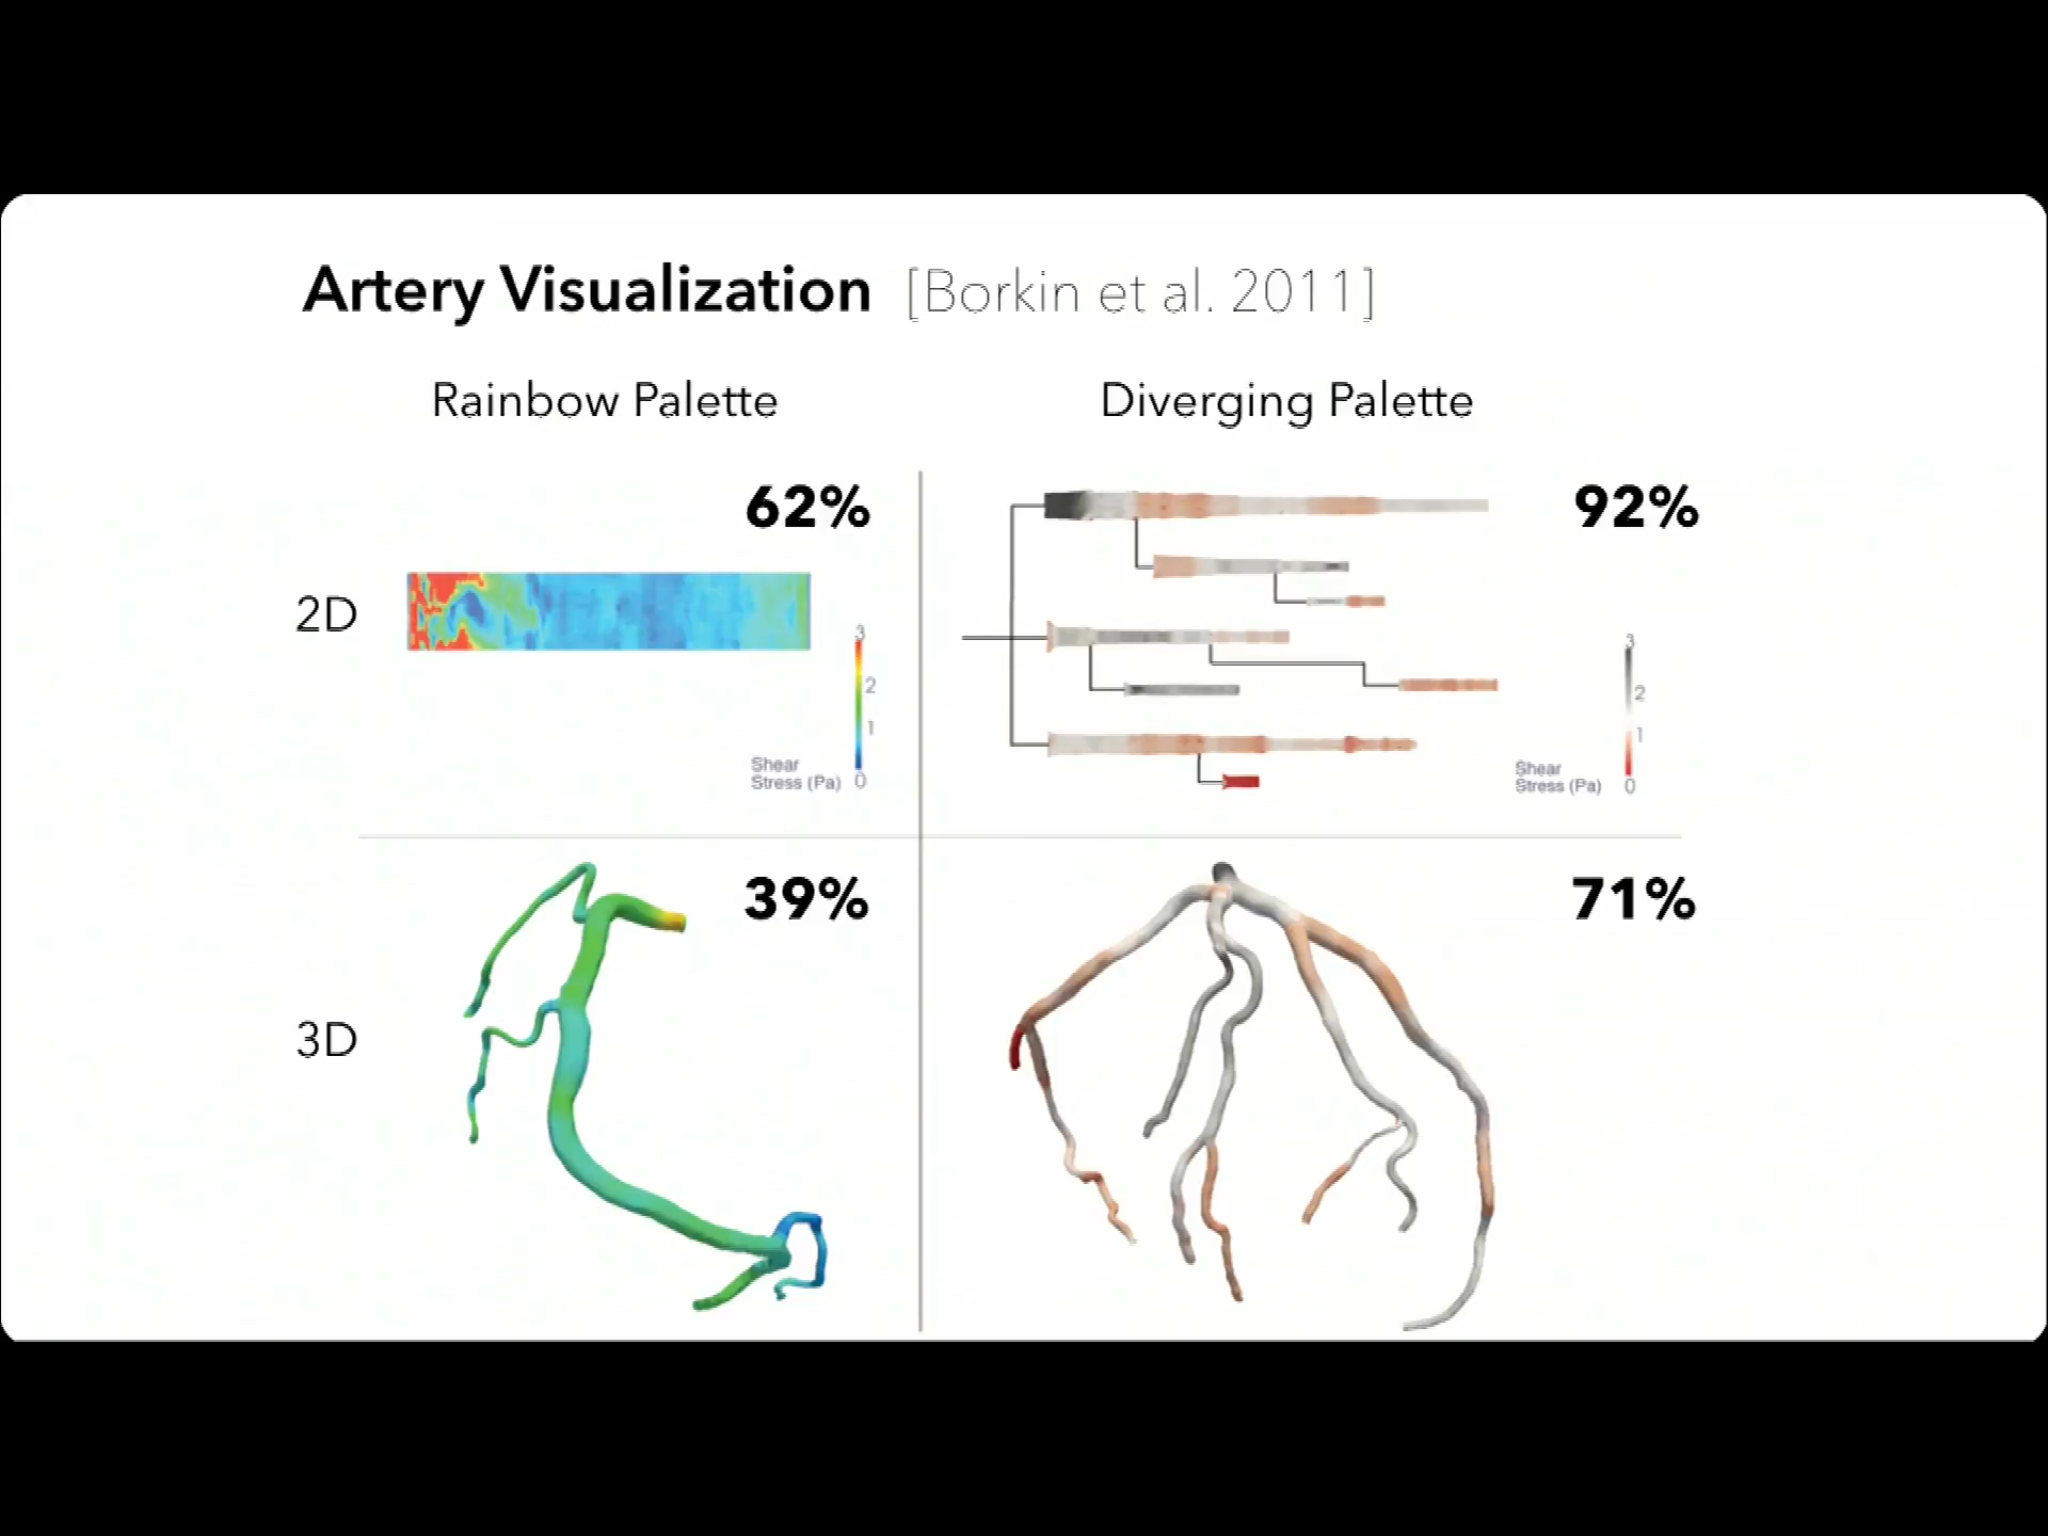 Artery Visualization [Borkin et al. 2011]
Rainbow Palette
Diverging Palette
62%
92%
2D
3
2
1
0
Shear
Stress (Pa)
3
2
1
0
Shear
Stress (Pa)
39%
71%
3D